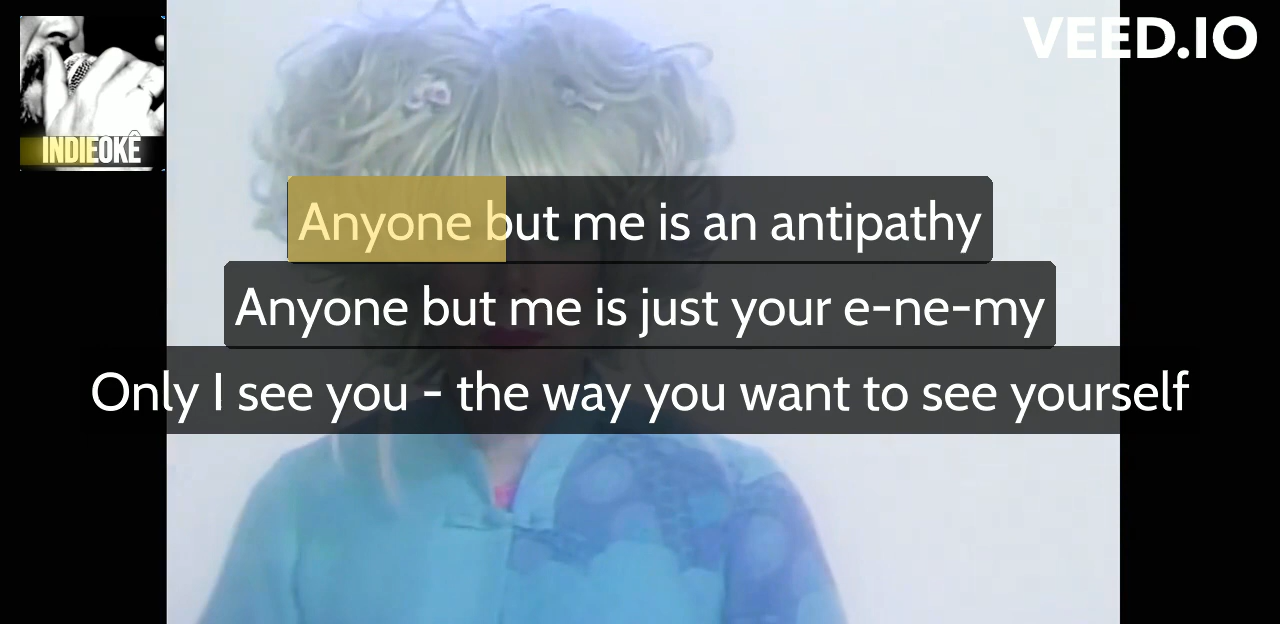 VEED.IO
INDIEOKÊ
Anyone but me is an antipathy
Anyone but me is just your e-ne-my
Only I see you - the way you want to see yourself